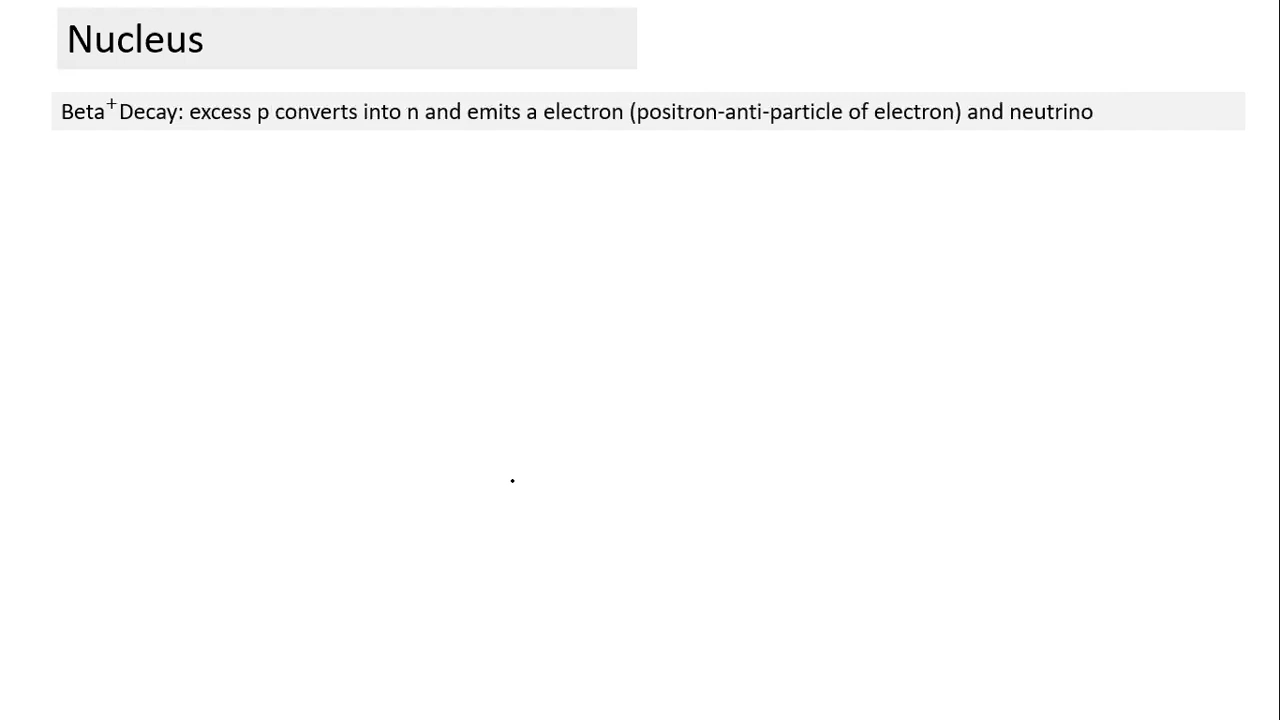 Nucleus
Beta⁺ Decay: excess p converts into n and emits a electron (positron-anti-particle of electron) and neutrino